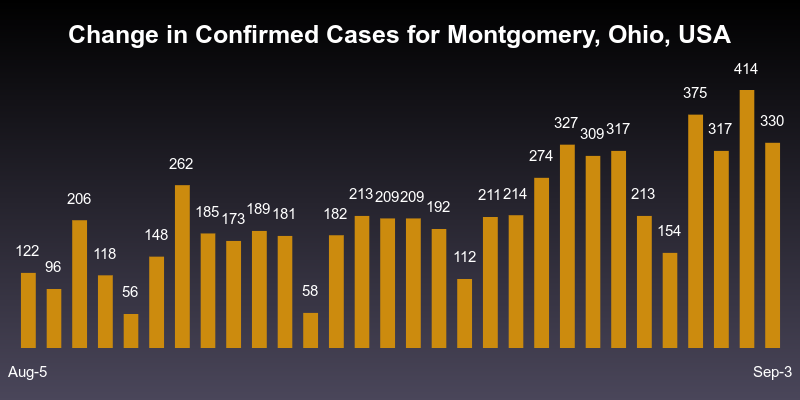 Change in Confirmed Cases for Montgomery, Ohio, USA
122 96 206 118 56 148 262 185 173 189 181 58 182 213 209 209 192 112 211 214 274 327 309 317 213 154 375 317 414 330
Aug-5 Sep-3